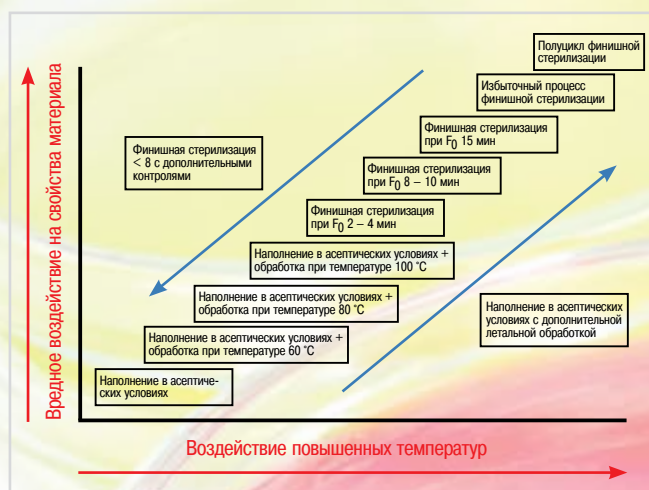 Полуцикл финишной
стерилизации
Избыточный процесс
финишной стерилизации
Финишная стерилизация
при F0 15 мин
Финишная стерилизация
< 8 с дополнительными
контролями
Финишная стерилизация
при F0 8 – 10 мин
Финишная стерилизация
при F0 2 – 4 мин
Наполнение в асептических условиях +
обработка при температуре 100 °C
Наполнение в асептических условиях +
обработка при температуре 80 °C
Наполнение в асептических
условиях с дополнительной
летальной обработкой
Наполнение в асептических условиях +
обработка при температуре 60 °C
Наполнение в асептиче-
ских условиях
Вредное воздействие на свойства материала
Воздействие повышенных температур